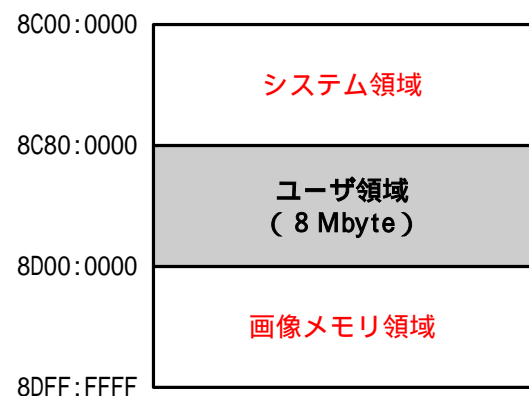 8C00:0000
システム領域
8C80:0000
ユーザ領域
( 8 Mbyte )
8D00:0000
画像メモリ領域
8DFF:FFFF